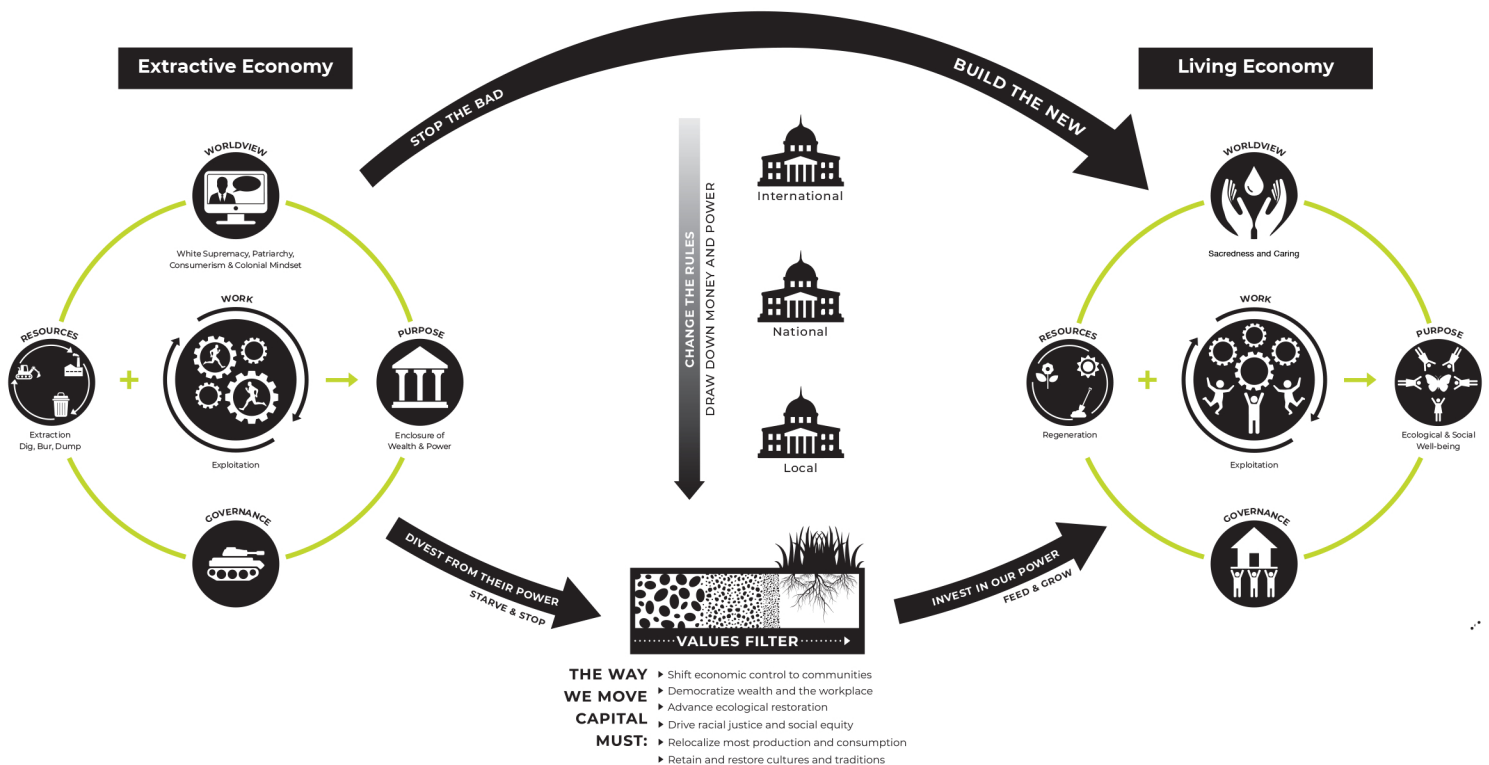 Extractive Economy
Living Economy
STOP THE BAD
BUILD THE NEW
WORLDVIEW
White Supremacy, Patriarchy,
Consumerism & Colonial Mindset
WORK
RESOURCES
PURPOSE
Extraction
Dig, Bur, Dump
Exploitation
Enclosure of
Wealth & Power
GOVERNANCE
CHANGE THE RULES
DRAW DOWN MONEY AND POWER
International
National
Local
WORLDVIEW
Sacredness and Caring
WORK
RESOURCES
PURPOSE
Regeneration
Exploitation
Ecological & Social
Well-being
GOVERNANCE
DIVEST FROM THEIR POWER
STARVE & STOP
VALUES FILTER
INVEST IN OUR POWER
FEED & GROW
THE WAY
WE MOVE
CAPITAL
MUST:
Shift economic control to communities
Democratize wealth and the workplace
Advance ecological restoration
Drive racial justice and social equity
Relocalize most production and consumption
Retain and restore cultures and traditions